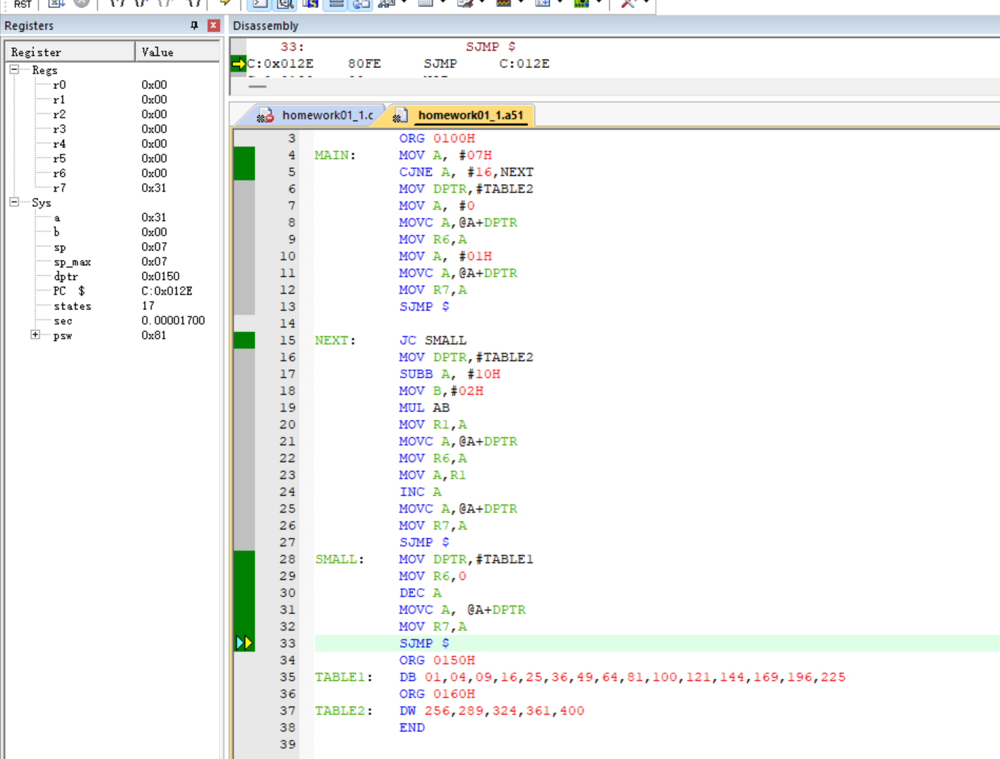 RST
Registers
Disassembly
Register Value
Regs
r0 0x00
r1 0x00
r2 0x00
r3 0x00
r4 0x00
r5 0x00
r6 0x00
r7 0x31
Sys
a 0x31
b 0x00
sp 0x07
sp_max 0x07
dptr 0x0150
PC $ C:0x012E
states 17
sec 0.00001700
psw 0x81
33: SJMP $
C:0x012E 80FE SJMP C:012E
homework01_1.c homework01_1.a51
3 ORG 0100H
4 MAIN: MOV A, #07H
5 CJNE A, #16,NEXT
6 MOV DPTR,#TABLE2
7 MOV A, #0
8 MOVC A,@A+DPTR
9 MOV R6,A
10 MOV A, #01H
11 MOVC A,@A+DPTR
12 MOV R7,A
13 SJMP $
14
15 NEXT: JC SMALL
16 MOV DPTR,#TABLE2
17 SUBB A, #10H
18 MOV B,#02H
19 MUL AB
20 MOV R1,A
21 MOVC A,@A+DPTR
22 MOV R6,A
23 MOV A,R1
24 INC A
25 MOVC A,@A+DPTR
26 MOV R7,A
27 SJMP $
28 SMALL: MOV DPTR,#TABLE1
29 MOV R6,0
30 DEC A
31 MOVC A, @A+DPTR
32 MOV R7,A
33 SJMP $
34 ORG 0150H
35 TABLE1: DB 01,04,09,16,25,36,49,64,81,100,121,144,169,196,225
36 ORG 0160H
37 TABLE2: DW 256,289,324,361,400
38 END
39